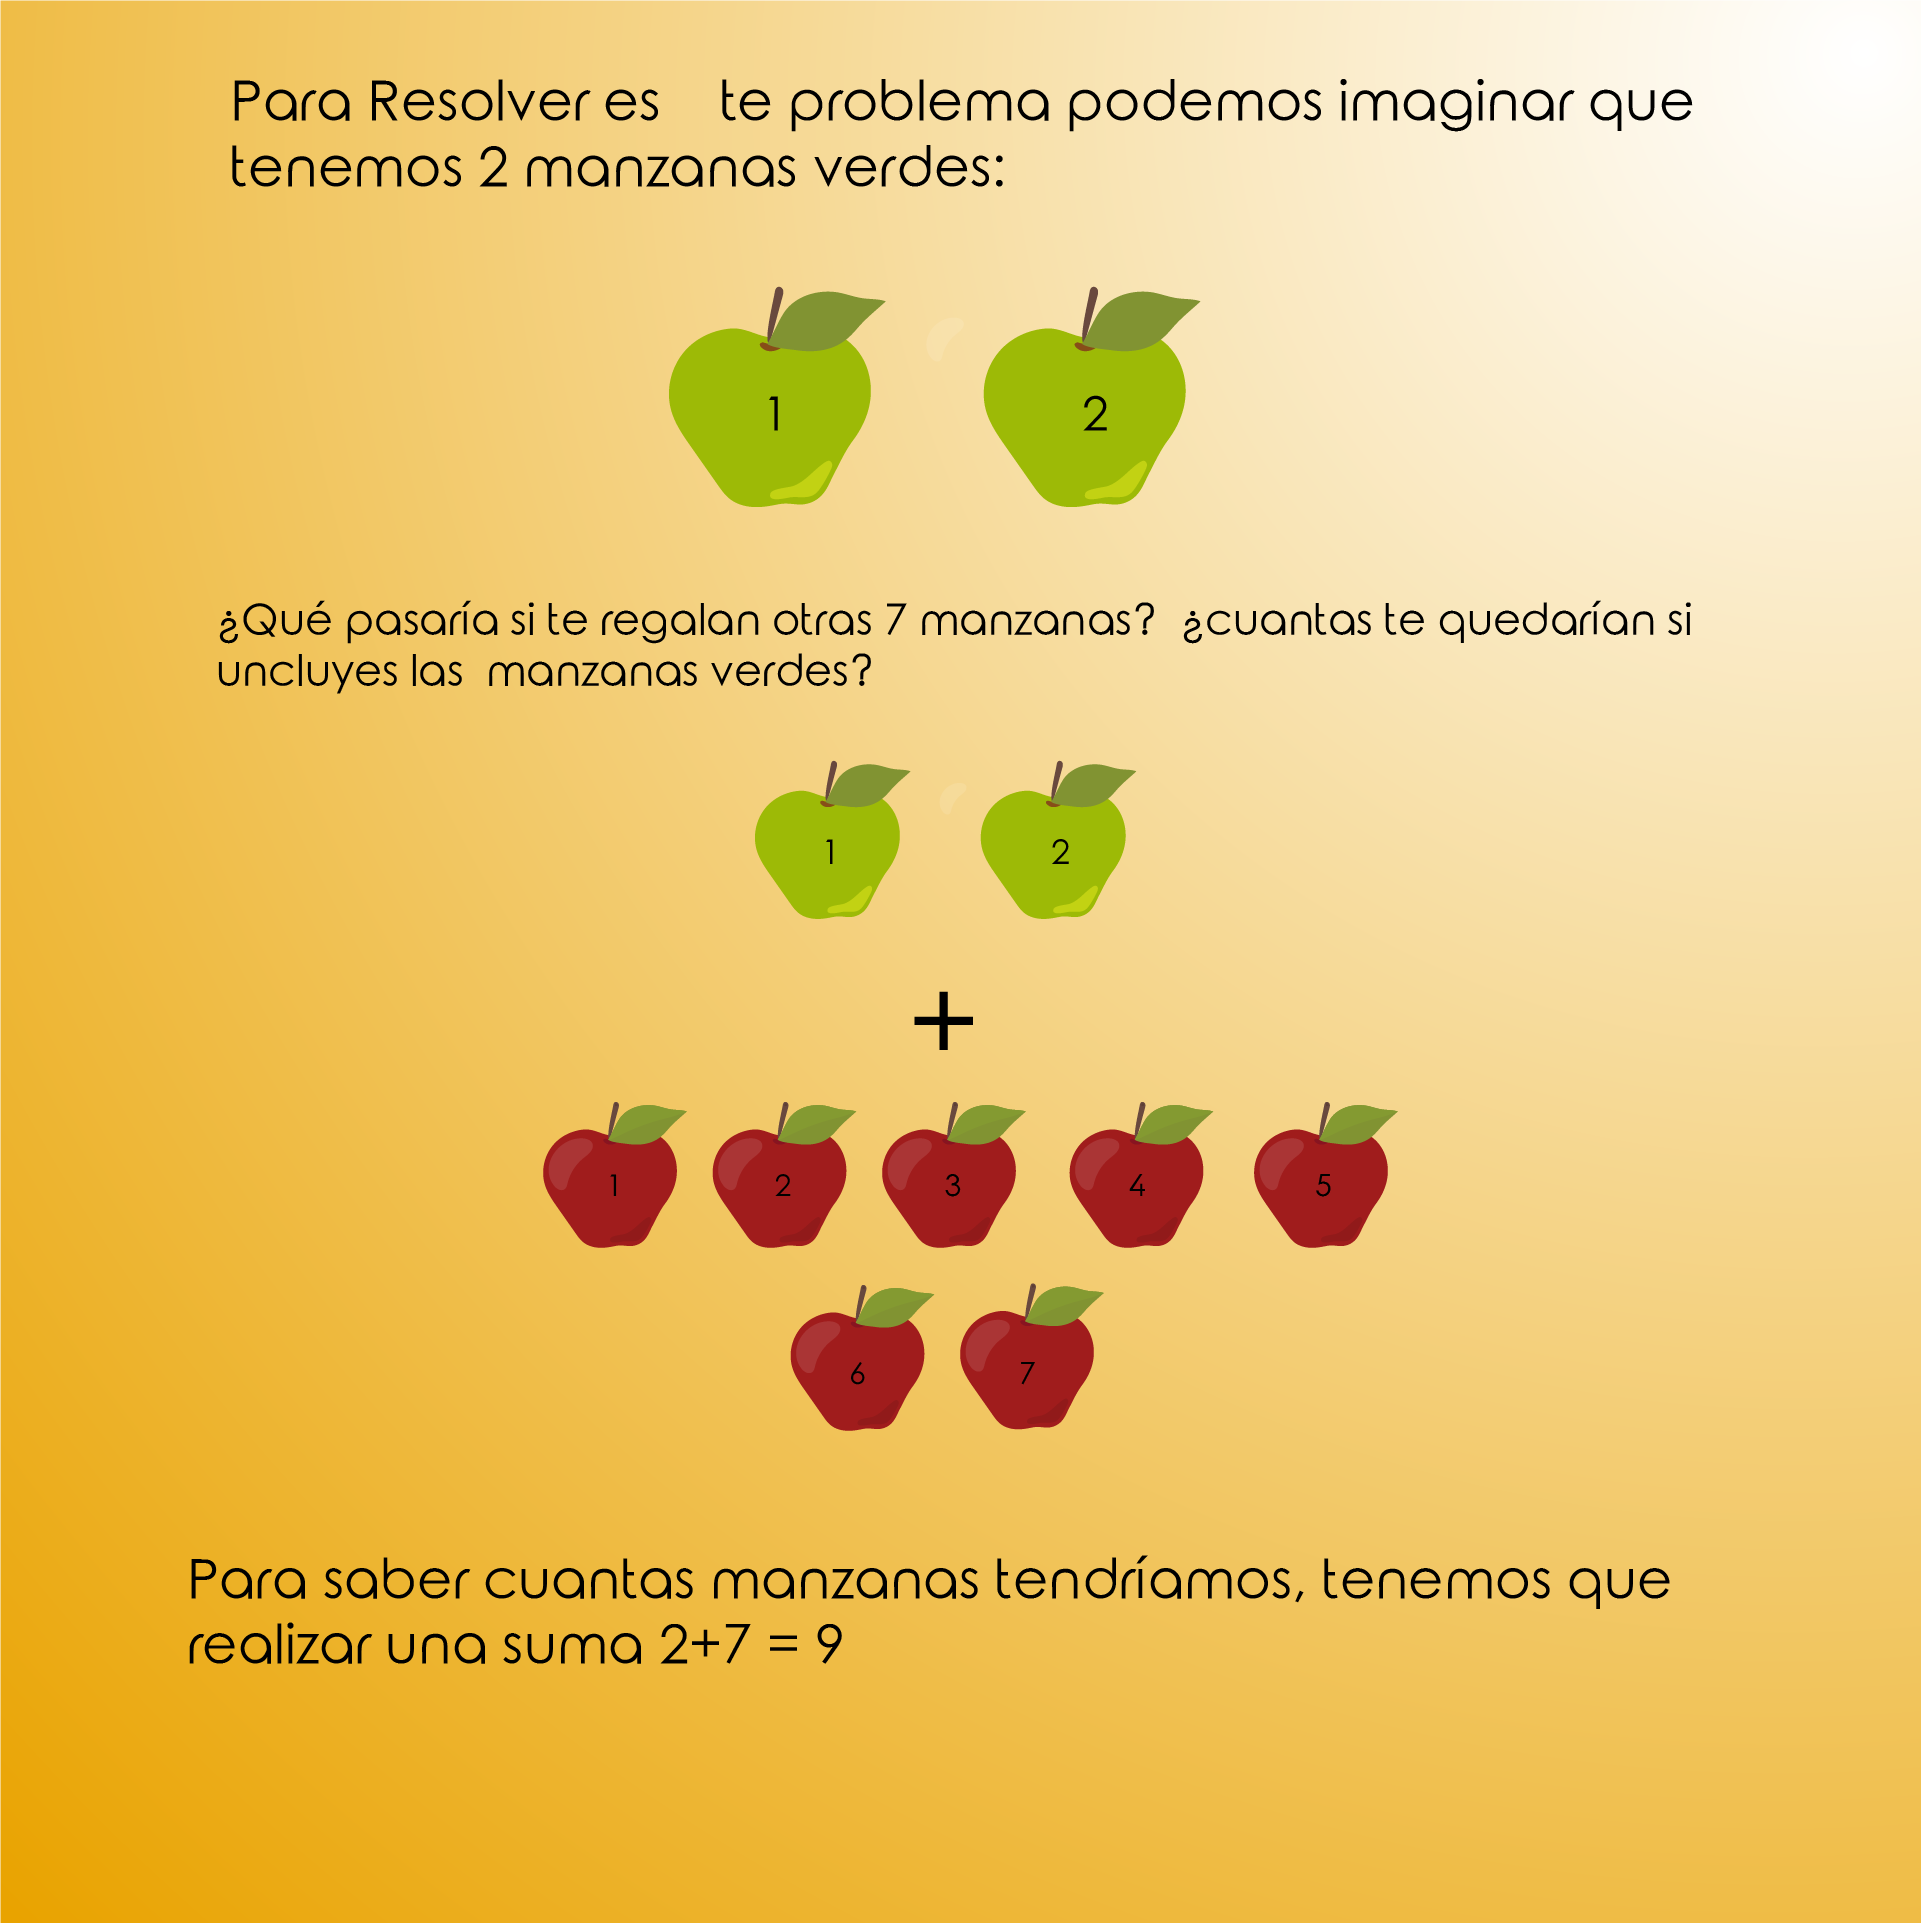 Para Resolver es te problema podemos imaginar que
tenemos 2 manzanas verdes:
1 2
¿Qué pasaría si te regalan otras 7 manzanas? ¿cuantas te quedarían si
uncluyes las manzanas verdes?
1 2
+
1 2 3 4 5
6 7
Para saber cuantas manzanas tendríamos, tenemos que
realizar una suma 2+7 = 9